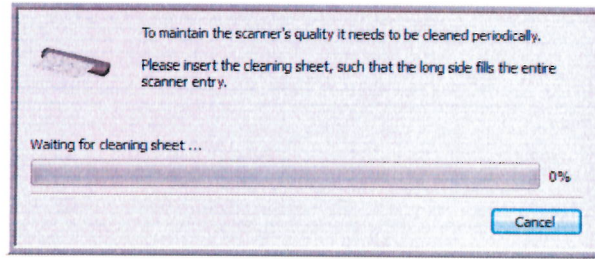 To maintain the scanner's quality it needs to be cleaned periodically.
Please insert the cleaning sheet, such that the long side fills the entire
scanner entry.
Waiting for cleaning sheet ...
0%
Cancel